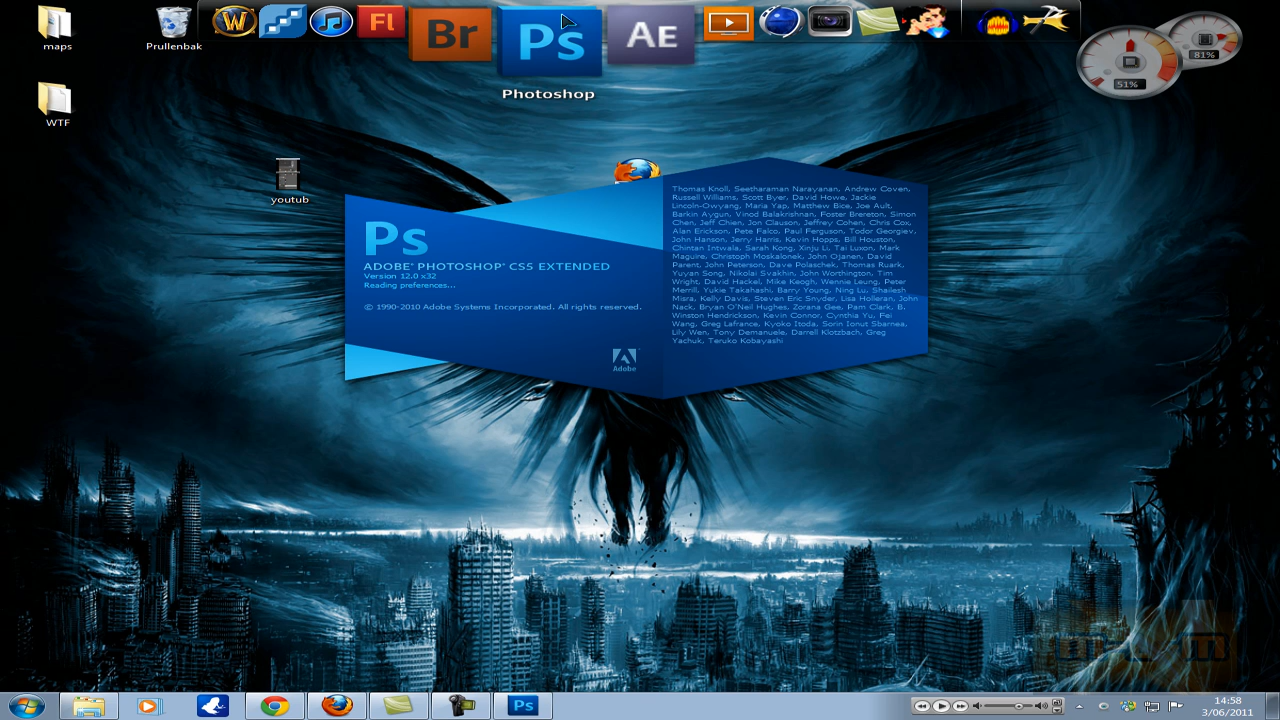 maps
Prullenbak
W
Fl
Br
Ps
AE
81%
51%
Photoshop
WTF
youtub
Ps
ADOBE® PHOTOSHOP® CS5 EXTENDED
Version 12.0 x32
Reading preferences...
© 1990-2010 Adobe Systems Incorporated. All rights reserved.
Adobe
Thomas Knoll, Seetharaman Narayanan, Andrew Coven,
Russell Williams, Scott Byer, David Howe, Jackie
Lincoln-Owyang, Maria Yap, Matthew Bice, Joe Ault,
Barkin Aygun, Vinod Balakrishnan, Foster Brereton, Simon
Chen, Jeff Chien, Jon Clauson, Jeffrey Cohen, Chris Cox,
Alan Erickson, Pete Falco, Paul Ferguson, Todor Georgiev,
John Hanson, Jerry Harris, Kevin Hopps, Bill Houston,
Chintan Intwala, Sarah Kong, Xinju Li, Tai Luxon, Mark
Maguire, Christoph Moskalonek, John Ojanen, David
Parent, John Peterson, Dave Polaschek, Thomas Ruark,
Yuyan Song, Nikolai Svakhin, John Worthington, Tim
Wright, David Hackel, Mike Keogh, Wennie Leung, Peter
Merrill, Yukie Takahashi, Barry Young, Ning Lu, Shailesh
Misra, Kelly Davis, Steven Eric Snyder, Lisa Holleran, John
Nack, Bryan O'Neil Hughes, Zorana Gee, Pam Clark, B.
Winston Hendrickson, Kevin Connor, Cynthia Yu, Fei
Wang, Greg Lafrance, Kyoko Itoda, Sorin Ionut Sbarnea,
Lily Wen, Tony Demanuele, Darrell Klotzbach, Greg
Yachuk, Teruko Kobayashi
Ps
14:58
3/06/2011